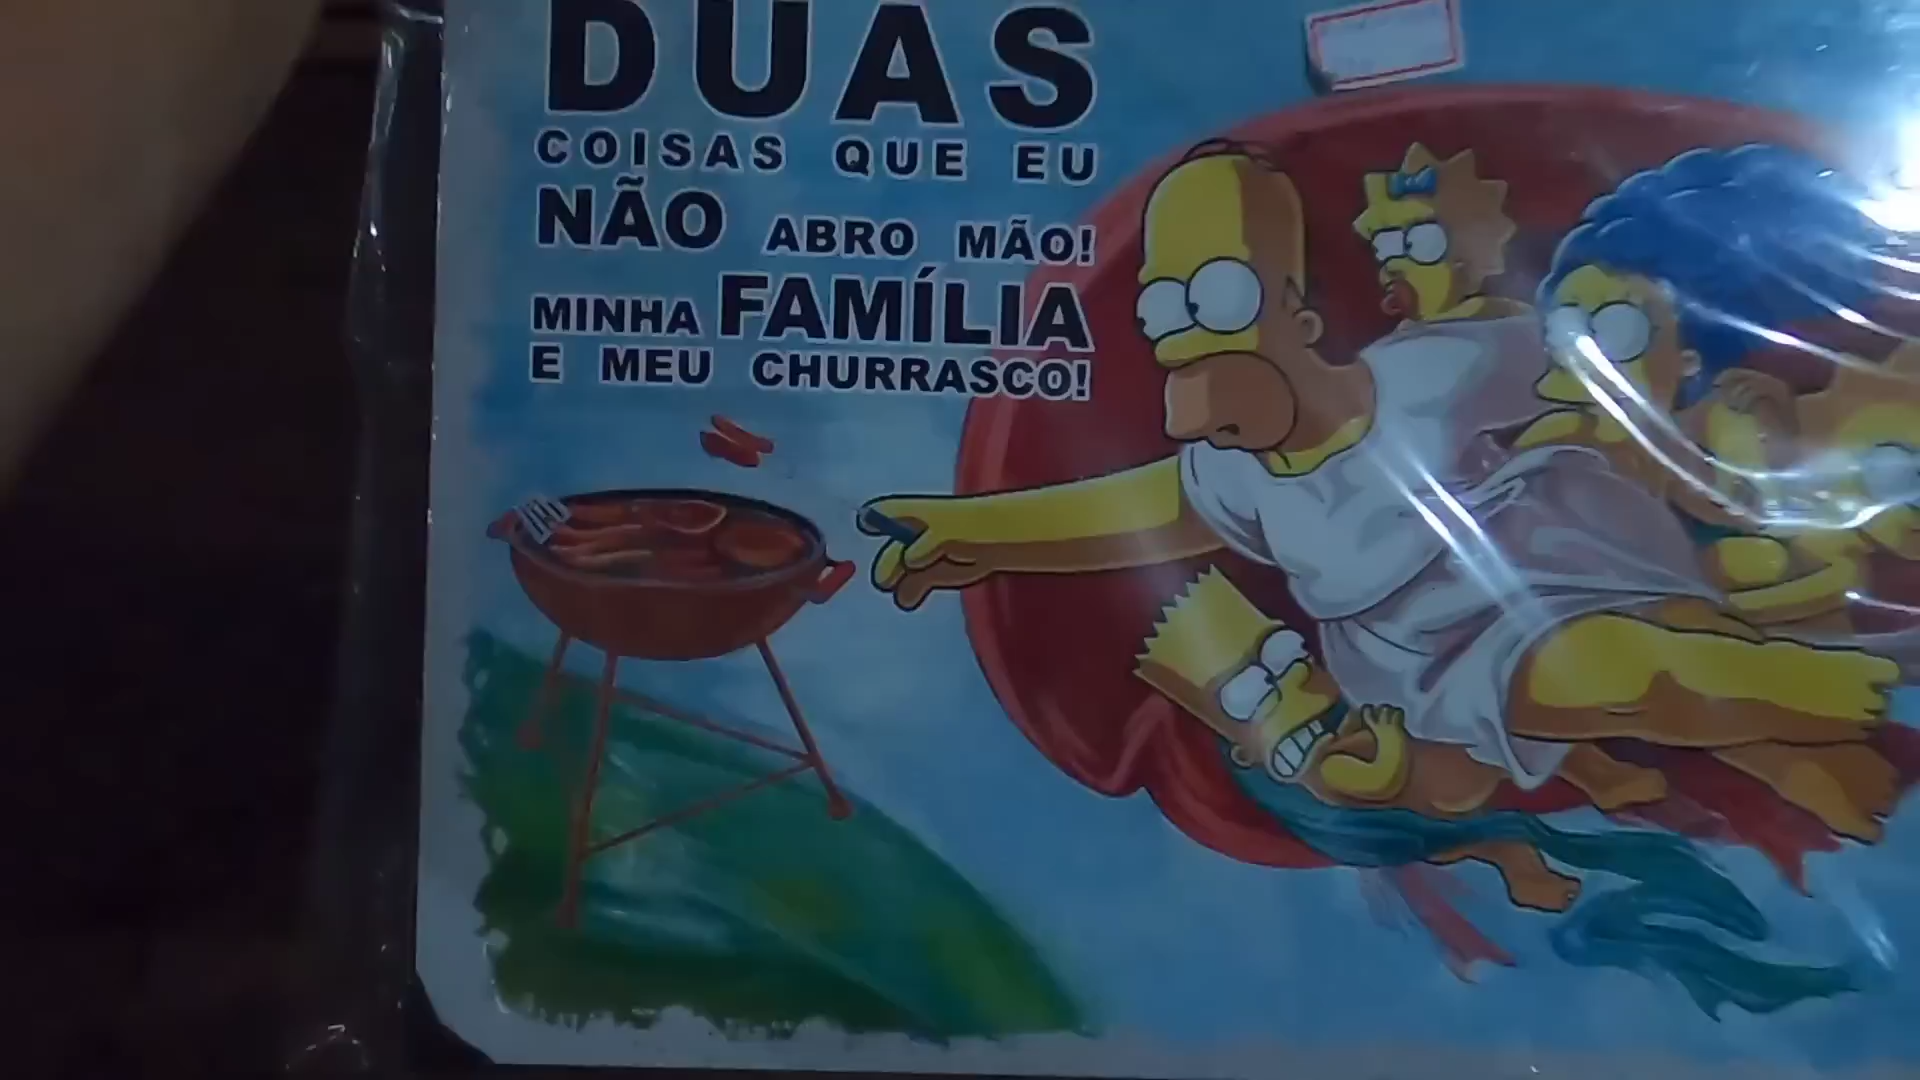 DUAS
COISAS QUE EU
NÃO ABRO MÃO!
MINHA FAMÍLIA
E MEU CHURRASCO!